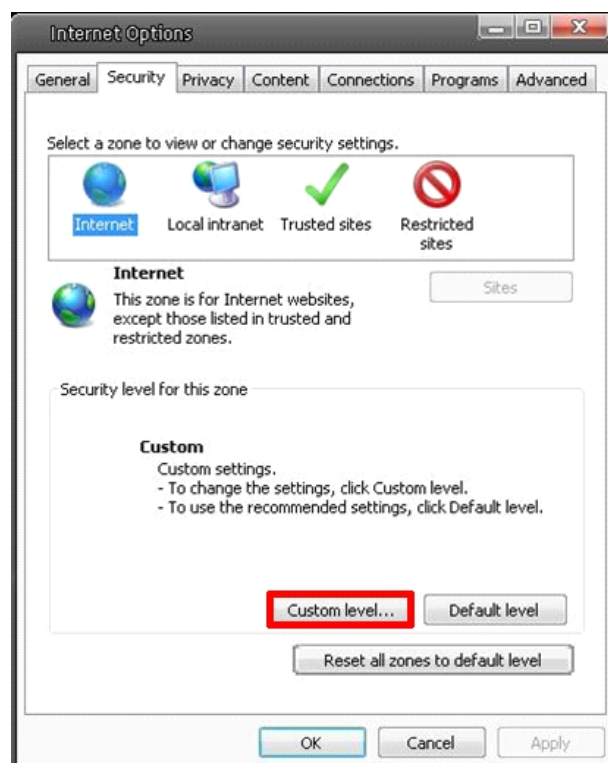 Internet Options
General Security Privacy Content Connections Programs Advanced
Select a zone to view or change security settings.
Internet Local intranet Trusted sites Restricted sites
Internet
This zone is for Internet websites,
except those listed in trusted and
restricted zones.
Sites
Security level for this zone
Custom
Custom settings.
- To change the settings, click Custom level.
- To use the recommended settings, click Default level.
Custom level... Default level
Reset all zones to default level
OK Cancel Apply